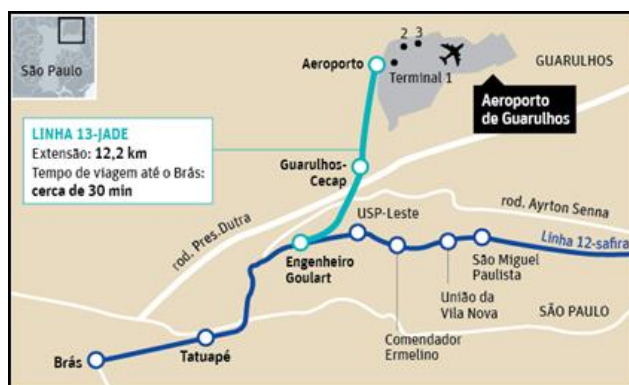 São Paulo
2 3
Aeroporto
Terminal 1
GUARULHOS
Aeroporto
de Guarulhos
LINHA 13-JADE
Extensão: 12,2 km
Tempo de viagem até o Brás:
cerca de 30 min
Guarulhos-
Cecap
rod. Pres.Dutra
USP-Leste
rod. Ayrton Senna
Linha 12-safira
Engenheiro
Goulart
São Miguel
Paulista
União da
Vila Nova
SÃO PAULO
Comendador
Ermelino
Tatuapé
Brás